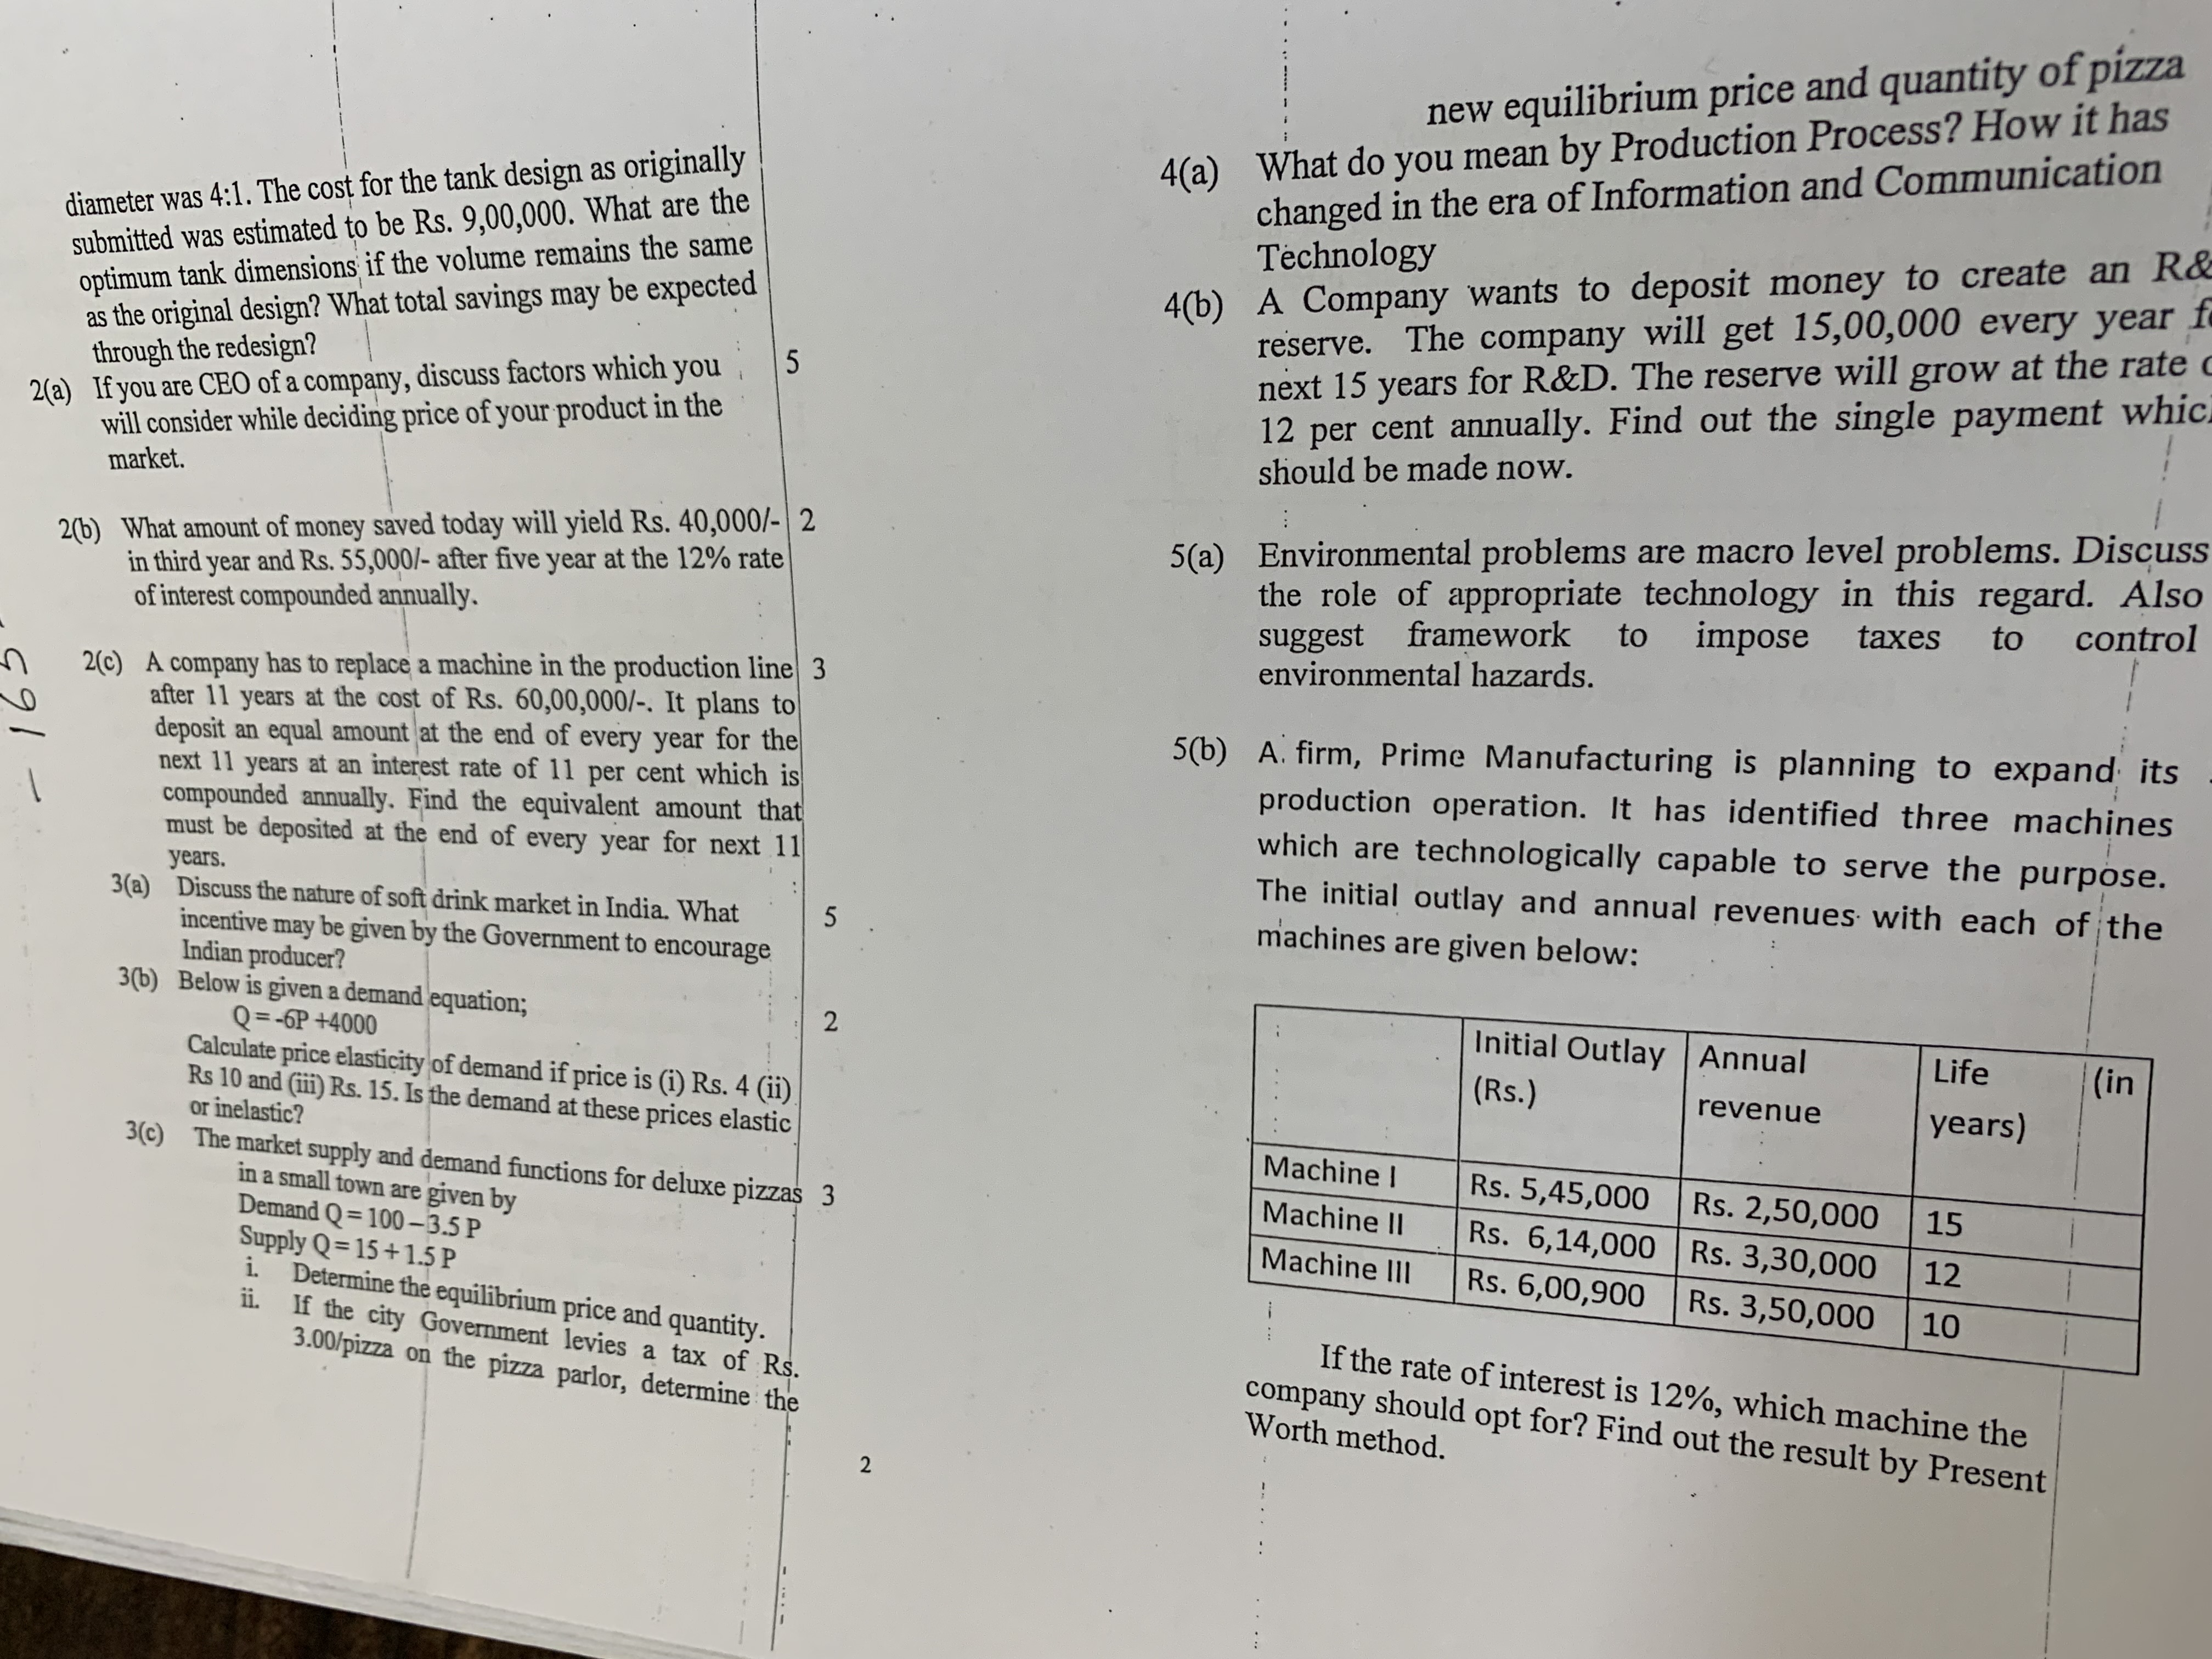 diameter was 4:1. The cost for the tank design as originally
submitted was estimated to be Rs. 9,00,000. What are the
optimum tank dimensions if the volume remains the same
as the original design? What total savings may be expected
through the redesign?
2(a) If you are CEO of a company, discuss factors which you 5
will consider while deciding price of your product in the
market.
2(b) What amount of money saved today will yield Rs. 40,000/- 2
in third year and Rs. 55,000/- after five year at the 12% rate
of interest compounded annually.
2(c) A company has to replace a machine in the production line 3
after 11 years at the cost of Rs. 60,00,000/-. It plans to
deposit an equal amount at the end of every year for the
next 11 years at an interest rate of 11 per cent which is
compounded annually. Find the equivalent amount that
must be deposited at the end of every year for next 11
years.
3(a) Discuss the nature of soft drink market in India. What 5
incentive may be given by the Government to encourage
Indian producer?
3(b) Below is given a demand equation; 2
Q = -6P +4000
Calculate price elasticity of demand if price is (i) Rs. 4 (ii)
Rs 10 and (iii) Rs. 15. Is the demand at these prices elastic
or inelastic?
3(c) The market supply and demand functions for deluxe pizzas 3
in a small town are given by
Demand Q = 100 – 3.5 P
Supply Q = 15 + 1.5 P
i. Determine the equilibrium price and quantity.
ii. If the city Government levies a tax of Rs.
3.00/pizza on the pizza parlor, determine the
2
new equilibrium price and quantity of pizza
4(a) What do you mean by Production Process? How it has
changed in the era of Information and Communication
Technology
4(b) A Company wants to deposit money to create an R&
reserve. The company will get 15,00,000 every year
next 15 years for R&D. The reserve will grow at the rate
12 per cent annually. Find out the single payment
should be made now.
5(a) Environmental problems are macro level problems. Discuss
the role of appropriate technology in this regard. Also
suggest framework to impose taxes to control
environmental hazards.
5(b) A firm, Prime Manufacturing is planning to expand its
production operation. It has identified three machines
which are technologically capable to serve the purpose.
The initial outlay and annual revenues with each of the
machines are given below:
Initial Outlay (Rs.) Annual revenue Life (in years)
Machine I Rs. 5,45,000 Rs. 2,50,000 15
Machine II Rs. 6,14,000 Rs. 3,30,000 12
Machine III Rs. 6,00,900 Rs. 3,50,000 10
If the rate of interest is 12%, which machine the
company should opt for? Find out the result by Present
Worth method.